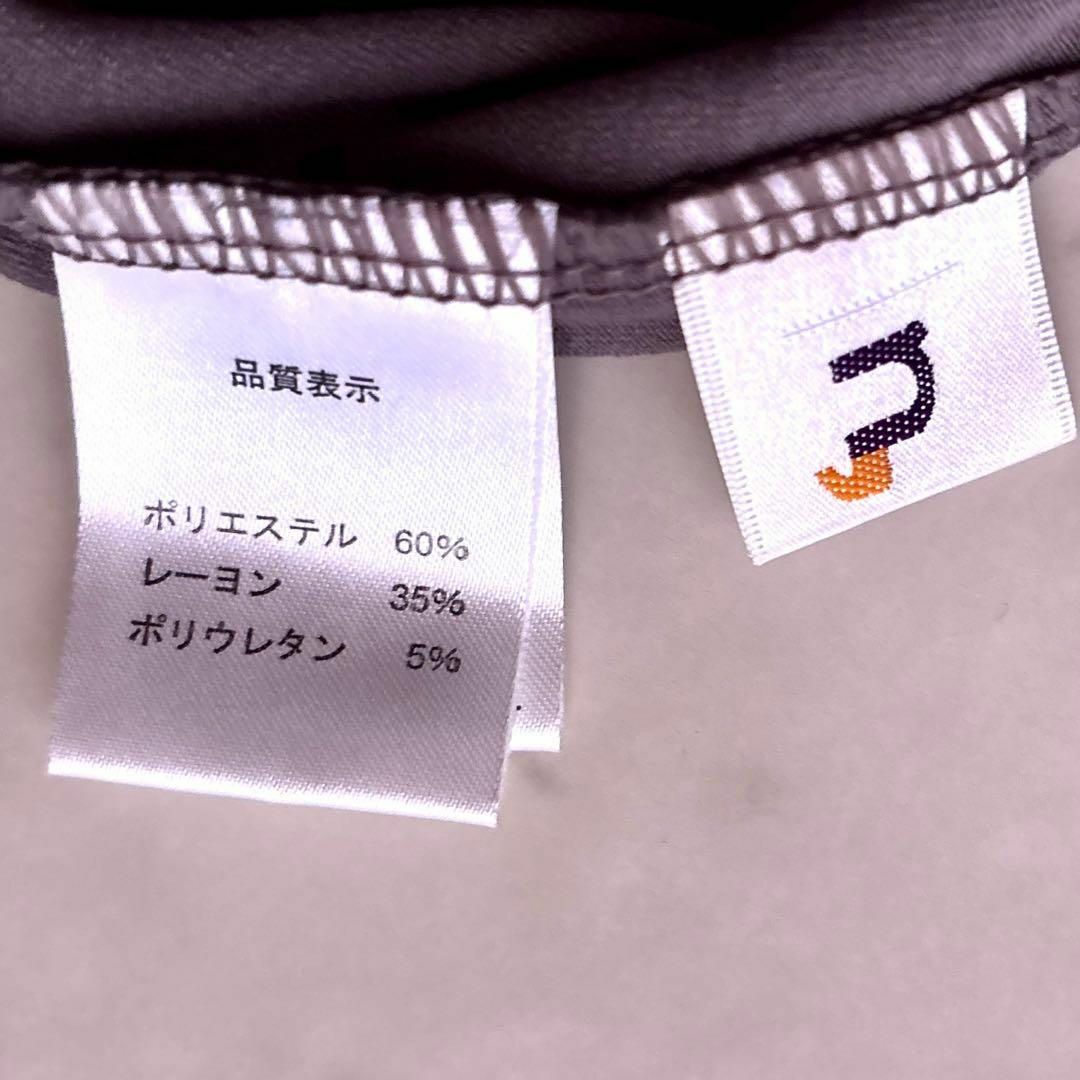 品質表示
ポリエステル 60%
レーヨン 35%
ポリウレタン 5%